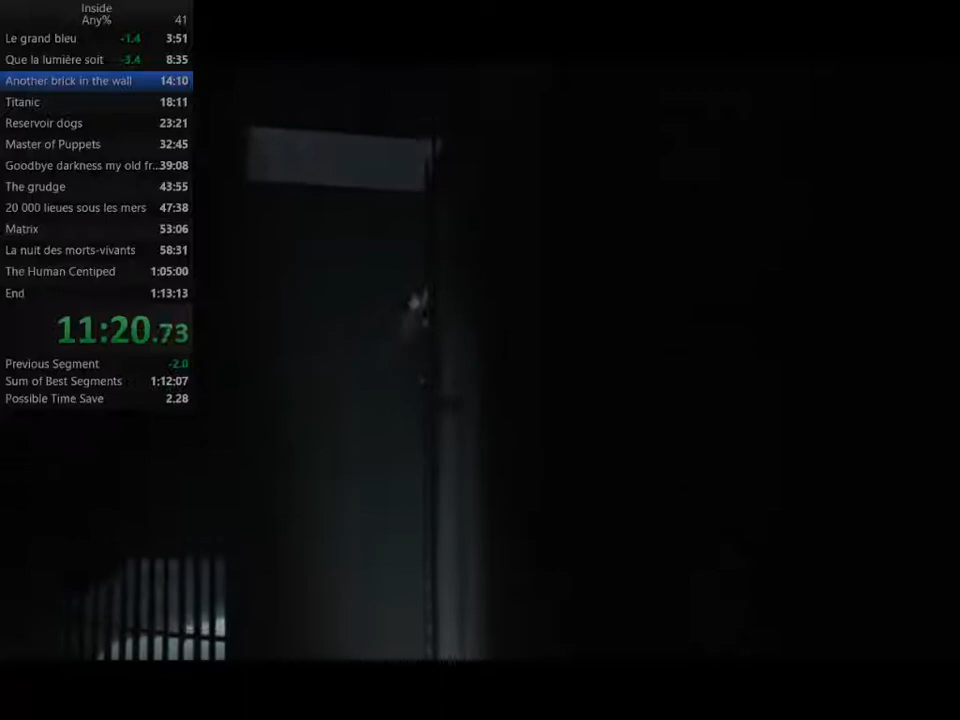 Inside
Any% 41
Le grand bleu -1.4 3:51
Que la lumière soit -3.4 8:35
Another brick in the wall 14:10
Titanic 18:11
Reservoir dogs 23:21
Master of Puppets 32:45
Goodbye darkness my old fr... 39:08
The grudge 43:55
20 000 lieues sous les mers 47:38
Matrix 53:06
La nuit des morts-vivants 58:31
The Human Centiped 1:05:00
End 1:13:13
11:20.73
Previous Segment -2.0
Sum of Best Segments 1:12:07
Possible Time Save 2.28